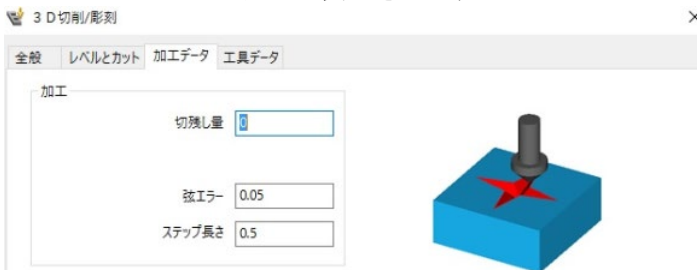 3 D切削/彫刻
全般 レベルとカット 加工データ 工具データ
加工
切残し量 0
弦エラー 0.05
ステップ長さ 0.5